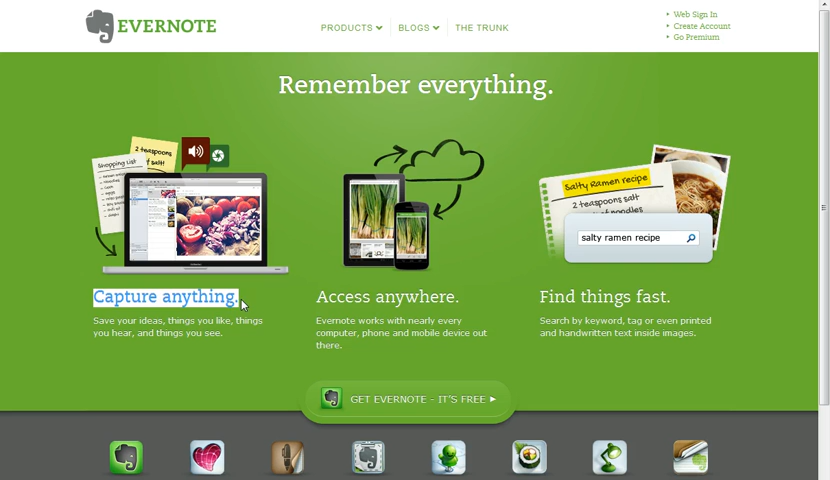 EVERNOTE
PRODUCTS
BLOGS
THE TRUNK
Web Sign In
Create Account
Go Premium
Remember everything.
Shopping List
2 teaspoons
of salt!
Salty Ramen recipe
2 teaspoons salt
of noodles
salty ramen recipe
Capture anything.
Save your ideas, things you like, things
you hear, and things you see.
Access anywhere.
Evernote works with nearly every
computer, phone and mobile device out
there.
Find things fast.
Search by keyword, tag or even printed
and handwritten text inside images.
GET EVERNOTE - IT'S FREE